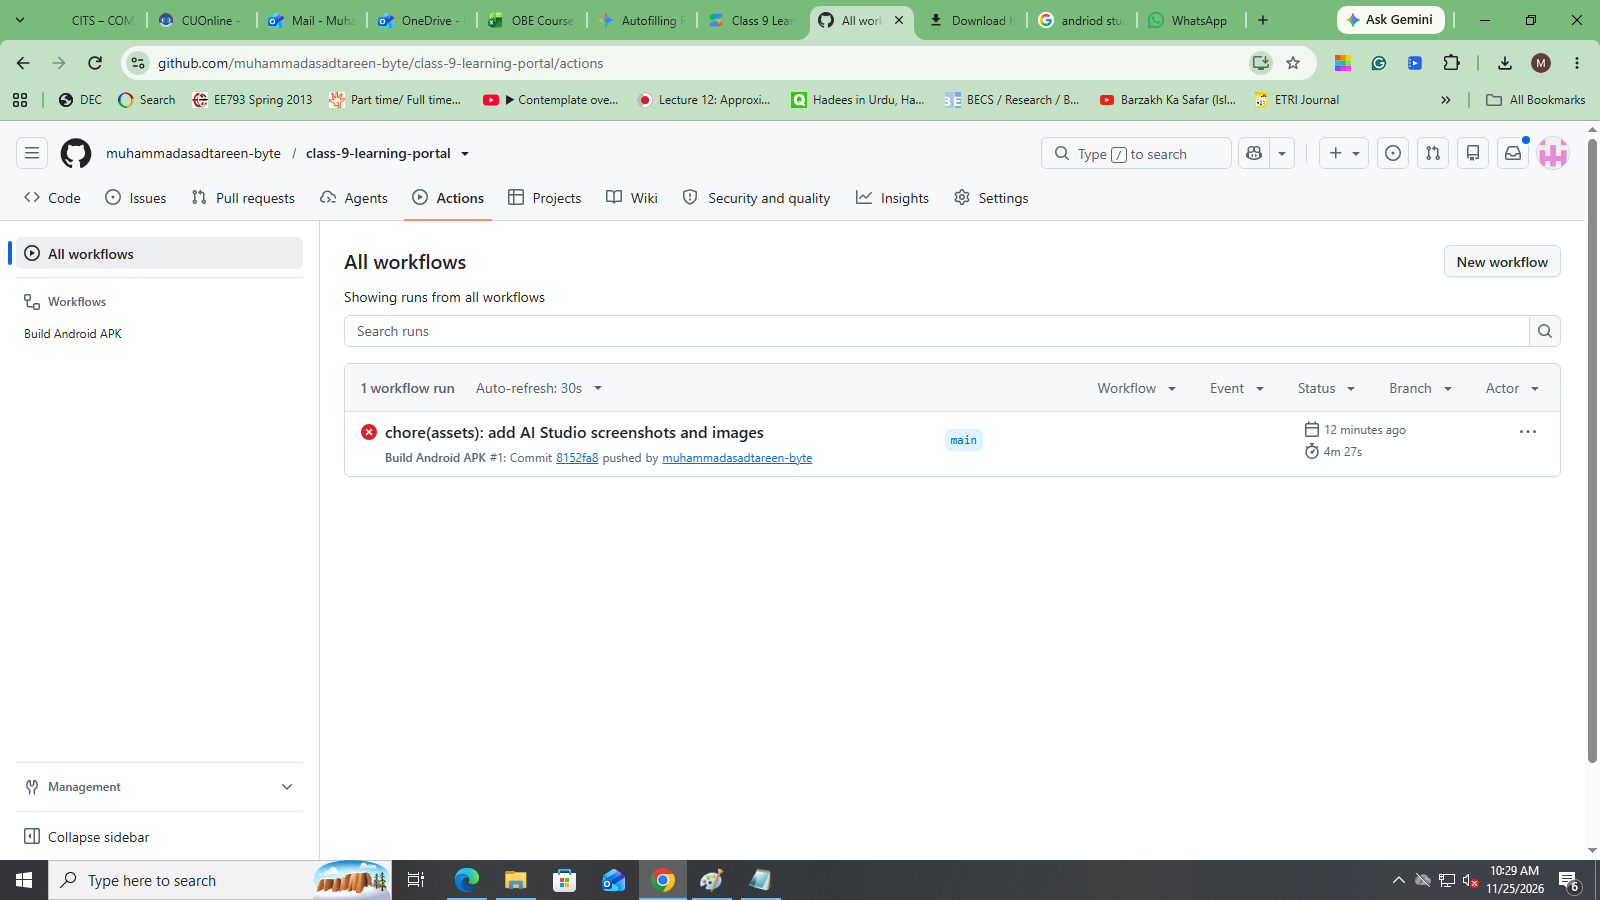 CITS – COM
CUOnline -
Mail - Muha
OneDrive -
OBE Course
Autofilling F
Class 9 Lear
All work
Download
andriod stu
WhatsApp
Ask Gemini
github.com/muhammadasadtareen-byte/class-9-learning-portal/actions
M
DEC
Search
EE793 Spring 2013
Part time/ Full time...
▶ Contemplate ove...
Lecture 12: Approxi...
Hadees in Urdu, Ha...
BECS / Research / B...
Barzakh Ka Safar (Isl...
ETRI Journal
»
All Bookmarks
muhammadasadtareen-byte / class-9-learning-portal
Type / to search
Code
Issues
Pull requests
Agents
Actions
Projects
Wiki
Security and quality
Insights
Settings
All workflows
Workflows
Build Android APK
Management
Collapse sidebar
All workflows
New workflow
Showing runs from all workflows
Search runs
1 workflow run
Auto-refresh: 30s
Workflow
Event
Status
Branch
Actor
chore(assets): add AI Studio screenshots and images
Build Android APK #1: Commit 8152fa8 pushed by muhammadasadtareen-byte
main
12 minutes ago
4m 27s
Type here to search
10:29 AM
11/25/2026
6